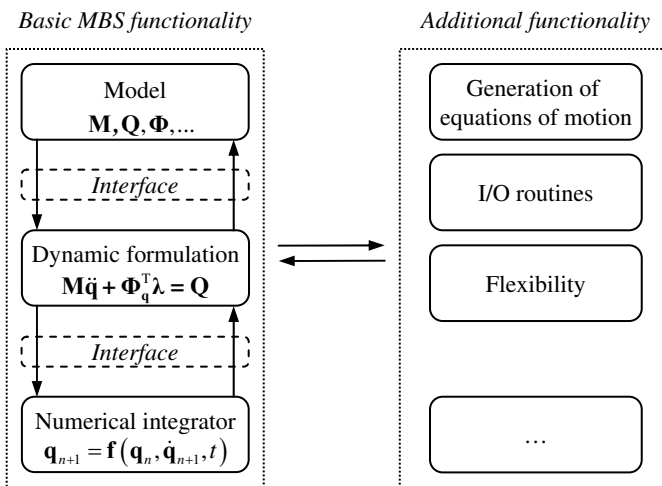 Basic MBS functionality
Model
M, Q, Φ,...
Interface
Dynamic formulation
Mq̈ + Φ_q^T λ = Q
Interface
Numerical integrator
q_{n+1} = f(q_n, q̇_{n+1}, t)
Additional functionality
Generation of
equations of motion
I/O routines
Flexibility
…